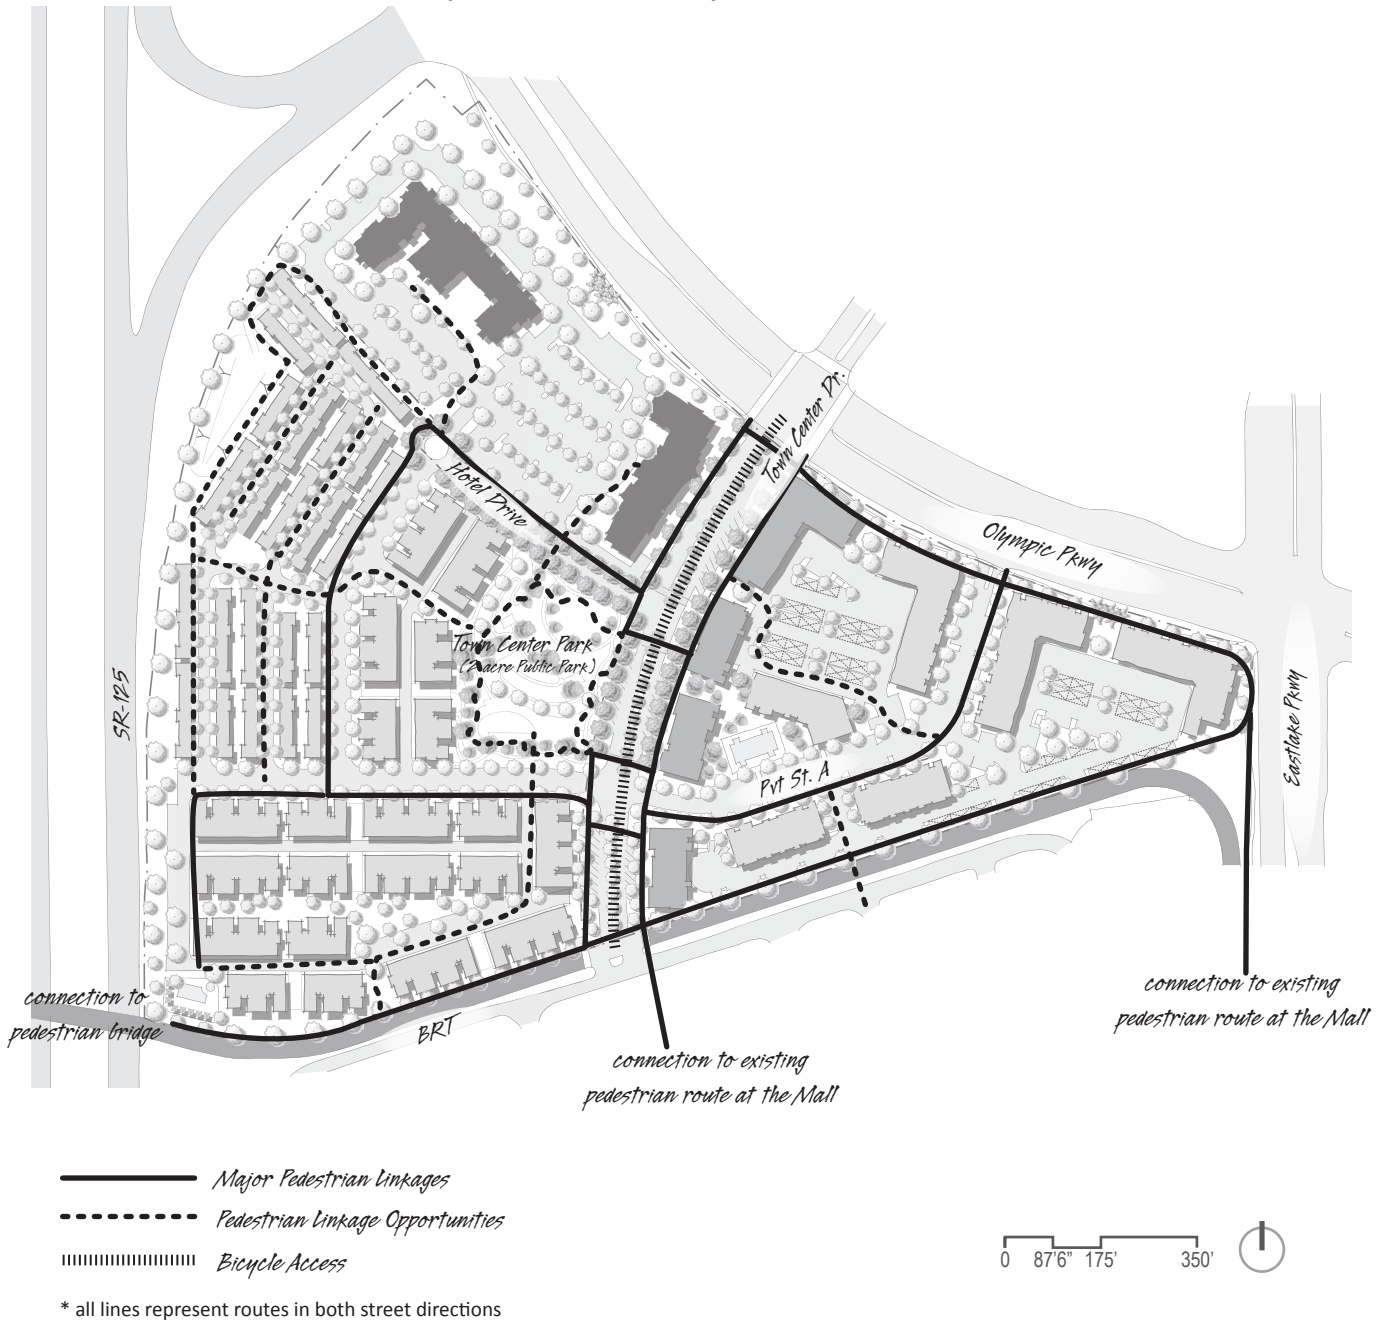 Town Center Dr.
Hotel Drive
Olympic Pkwy
Town Center Park
(2 acre Public Park)
SR-125
Eastlake Pkwy
Pvt St. A
connection to
pedestrian bridge
BRT
connection to existing
pedestrian route at the Mall
connection to existing
pedestrian route at the Mall
Major Pedestrian Linkages
Pedestrian Linkage Opportunities
Bicycle Access
0 87'6" 175' 350'
* all lines represent routes in both street directions